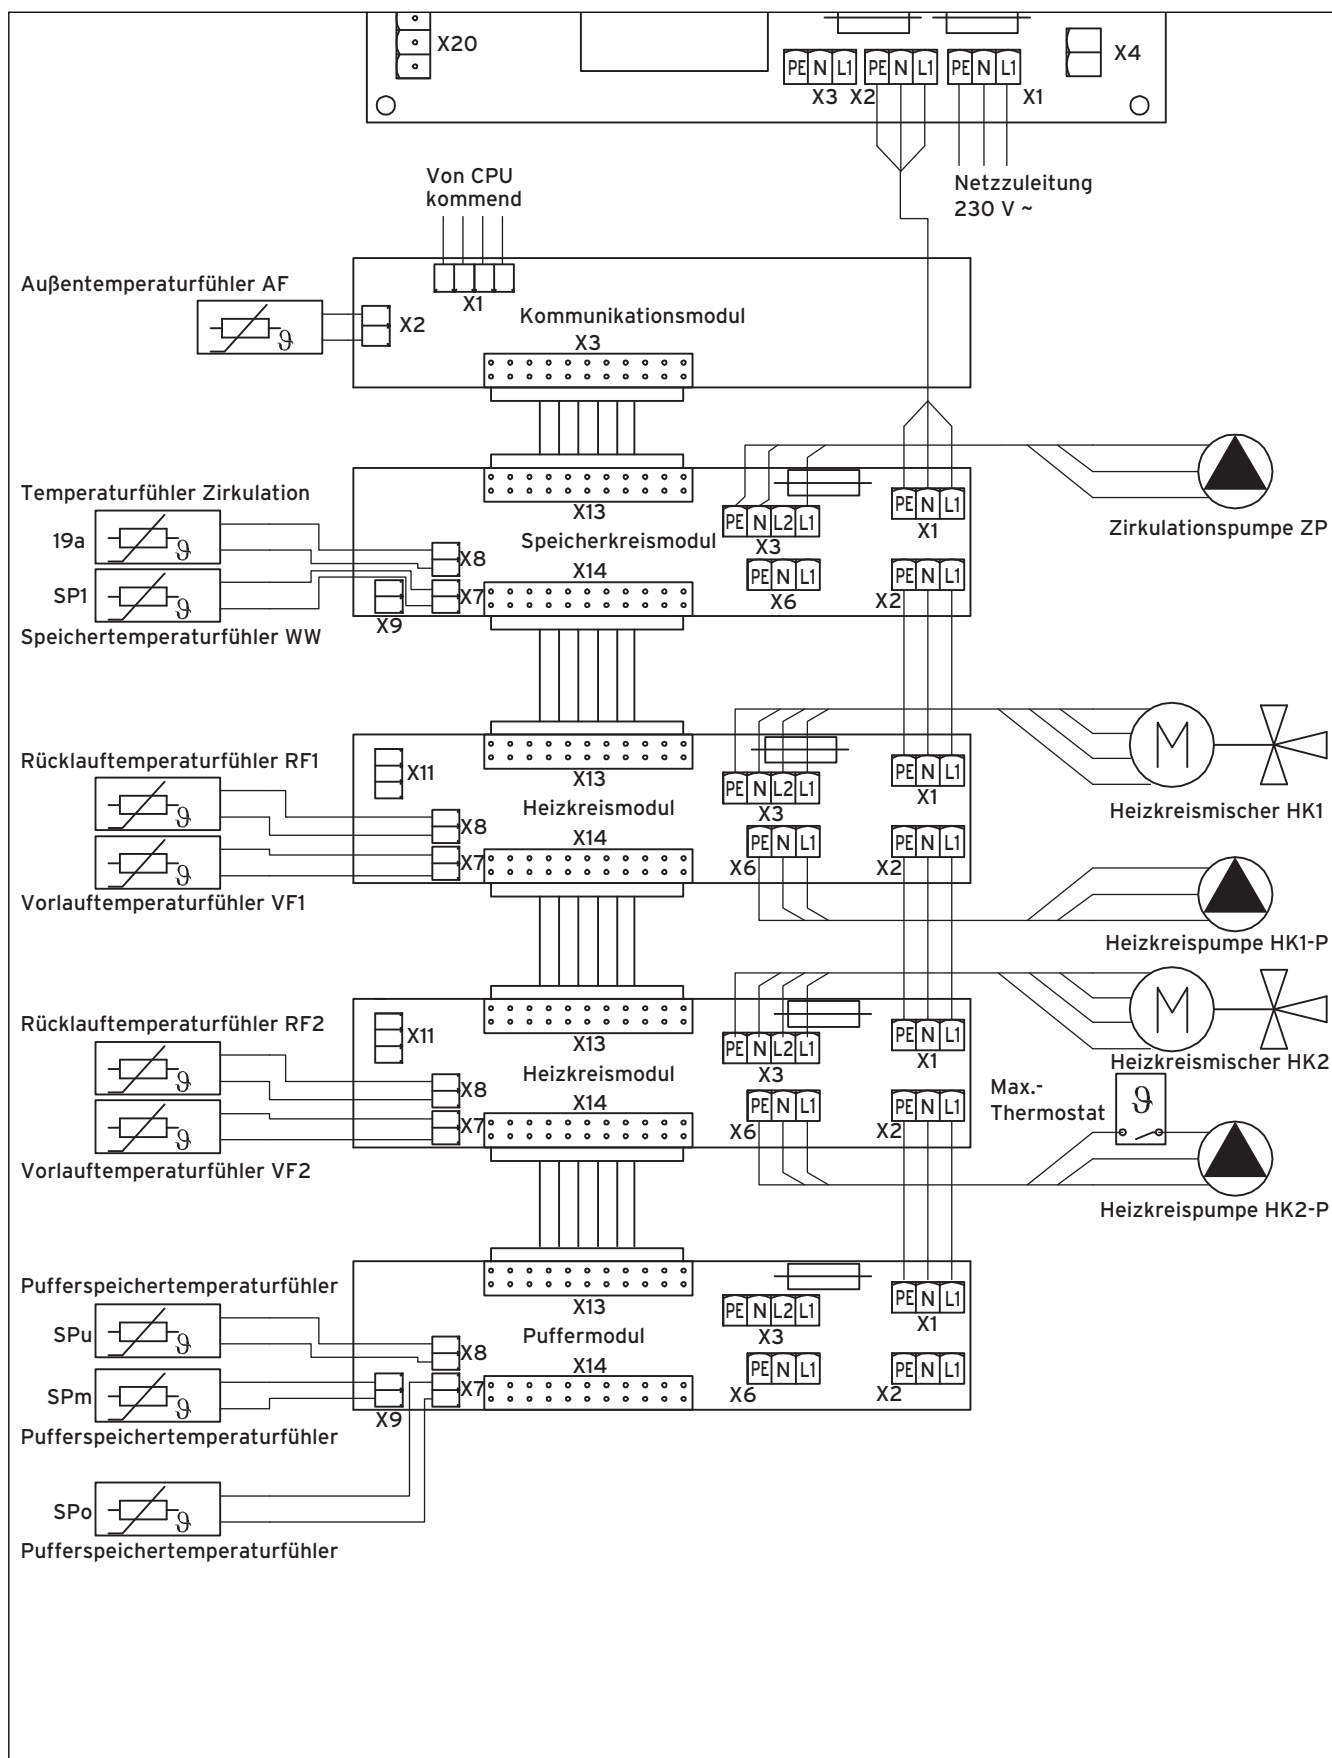 X20
PE N L1
PE N L1
PE N L1
X4
X3
X2
X1
Von CPU
kommend
Netzzuleitung
230 V ~
Außentemperaturfühler AF
ϑ
X2
X1
Kommunikationsmodul
X3
Temperaturfühler Zirkulation
19a
ϑ
SP1
ϑ
Speichertemperaturfühler WW
X8
X7
X9
X13
Speicherkreismodul
X14
PE N L2 L1
X3
PE N L1
X6
PE N L1
X1
PE N L1
X2
Zirkulationspumpe ZP
Rücklauftemperaturfühler RF1
ϑ
ϑ
Vorlauftemperaturfühler VF1
X11
X8
X7
X13
Heizkreismodul
X14
PE N L2 L1
X3
PE N L1
X6
PE N L1
X1
PE N L1
X2
M
Heizkreismischer HK1
Heizkreispumpe HK1-P
Rücklauftemperaturfühler RF2
ϑ
ϑ
Vorlauftemperaturfühler VF2
X11
X8
X7
X13
Heizkreismodul
X14
PE N L2 L1
X3
PE N L1
X6
PE N L1
X1
PE N L1
X2
M
Heizkreismischer HK2
Max.-
Thermostat
ϑ
Heizkreispumpe HK2-P
Pufferspeichertemperaturfühler
SPu
ϑ
SPm
ϑ
Pufferspeichertemperaturfühler
X8
X7
X9
X13
Puffermodul
X14
PE N L2 L1
X3
PE N L1
X6
PE N L1
X1
PE N L1
X2
SPo
ϑ
Pufferspeichertemperaturfühler